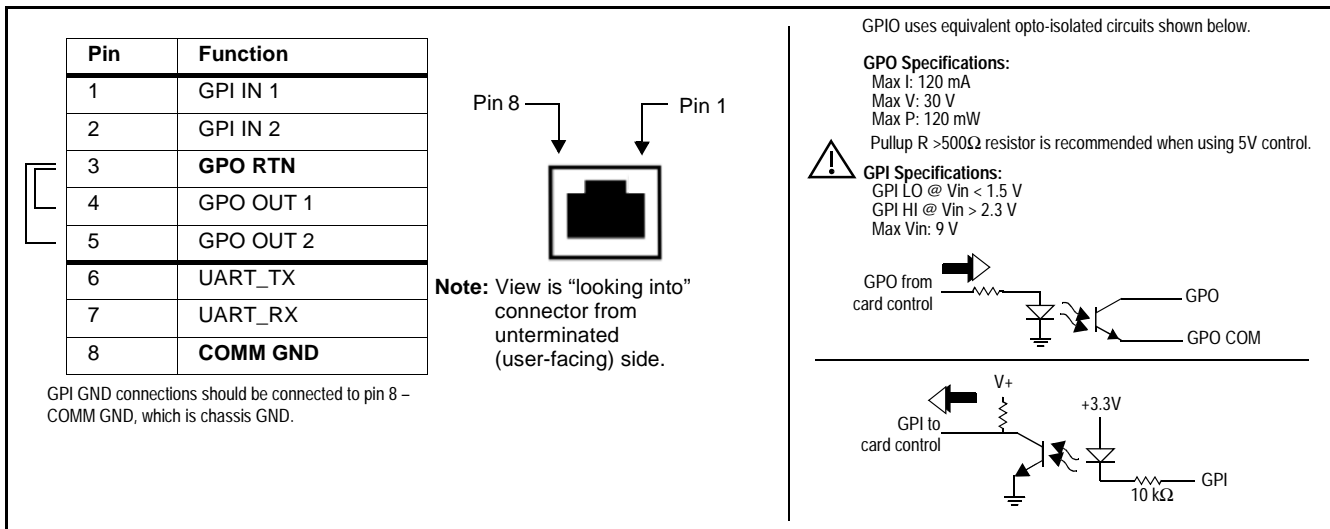 Pin Function
1 GPI IN 1
2 GPI IN 2
3 GPO RTN
4 GPO OUT 1
5 GPO OUT 2
6 UART_TX
7 UART_RX
8 COMM GND
GPI GND connections should be connected to pin 8 –
COMM GND, which is chassis GND.
Pin 8
Pin 1
Note: View is “looking into”
connector from
unterminated
(user-facing) side.
GPIO uses equivalent opto-isolated circuits shown below.
GPO Specifications:
Max I: 120 mA
Max V: 30 V
Max P: 120 mW
Pullup R >500Ω resistor is recommended when using 5V control.
GPI Specifications:
GPI LO @ Vin < 1.5 V
GPI HI @ Vin > 2.3 V
Max Vin: 9 V
GPO from
card control
GPO
GPO COM
V+
+3.3V
GPI to
card control
GPI
10 kΩ